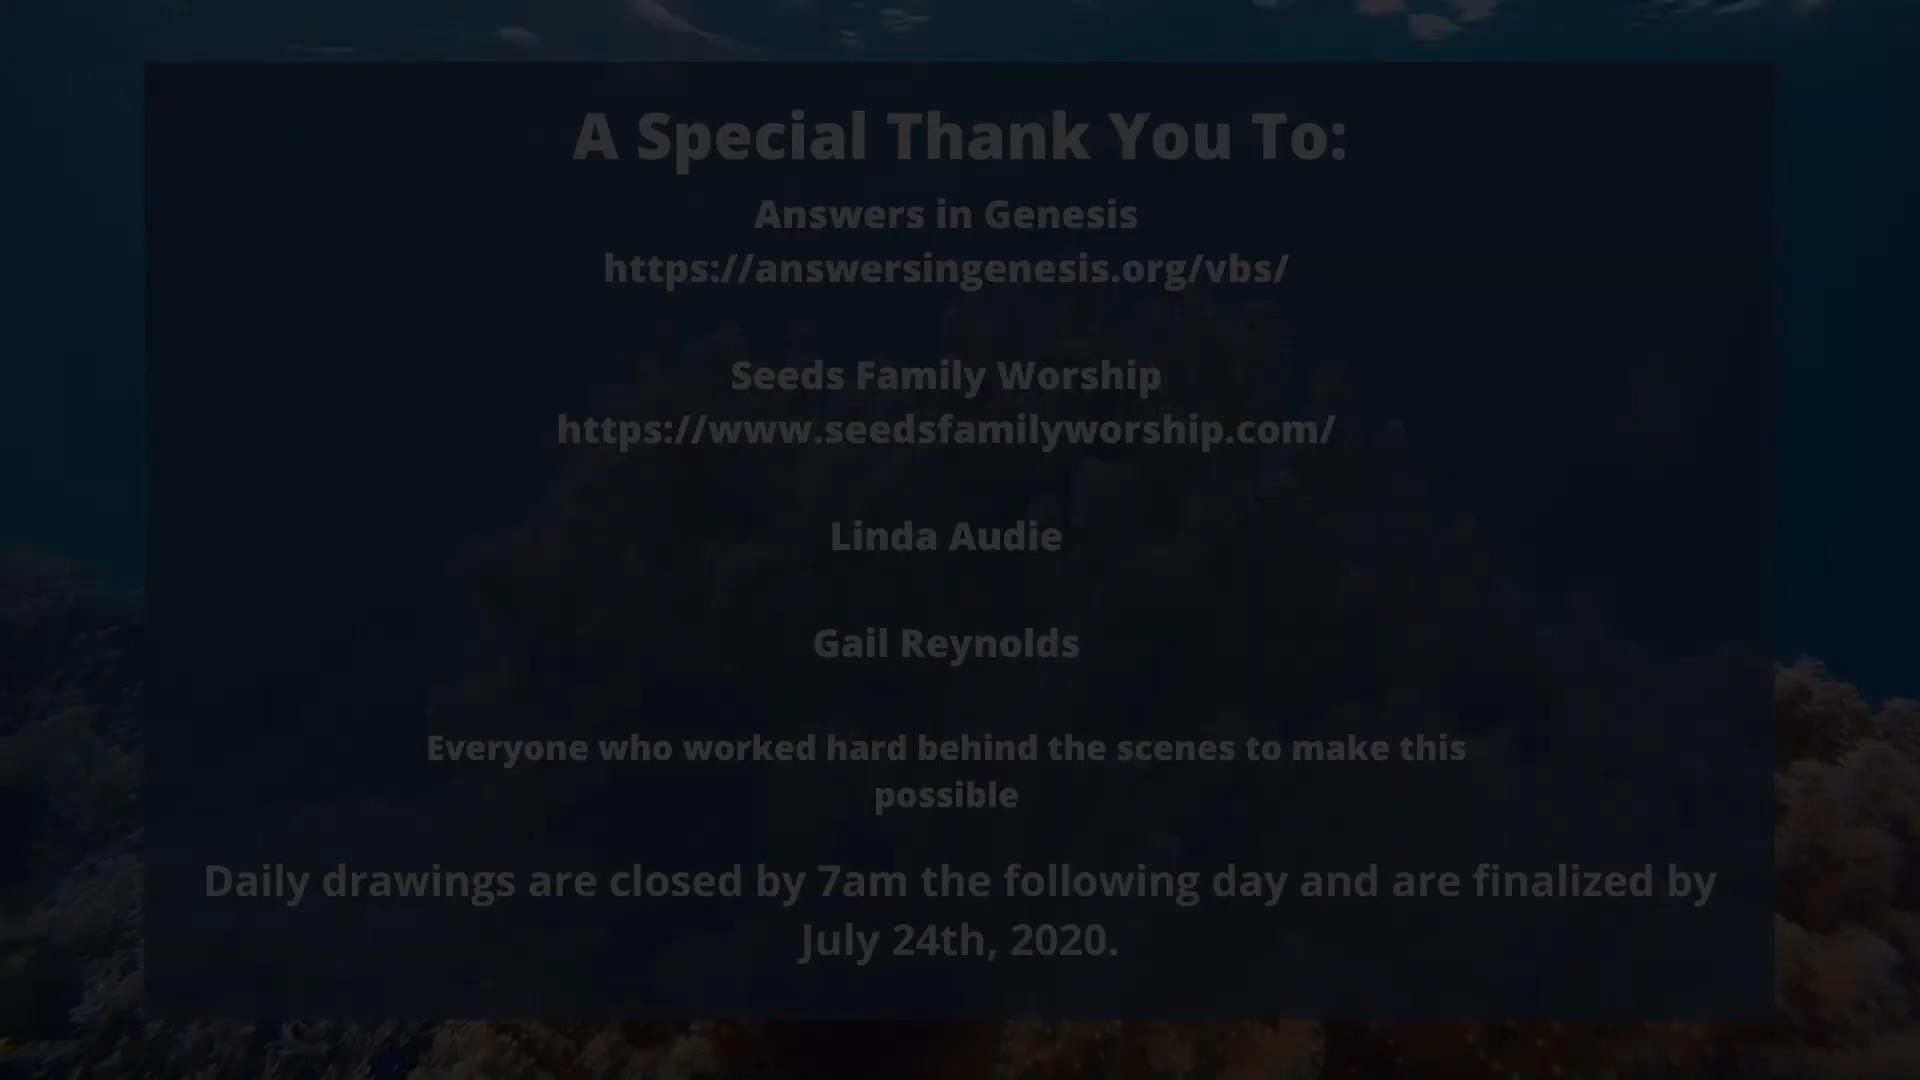 A Special Thank You To:
Answers in Genesis
https://answersingenesis.org/vbs/
Seeds Family Worship
https://www.seedsfamilyworship.com/
Linda Audie
Gail Reynolds
Everyone who worked hard behind the scenes to make this
possible
Daily drawings are closed by 7am the following day and are finalized by
July 24th, 2020.